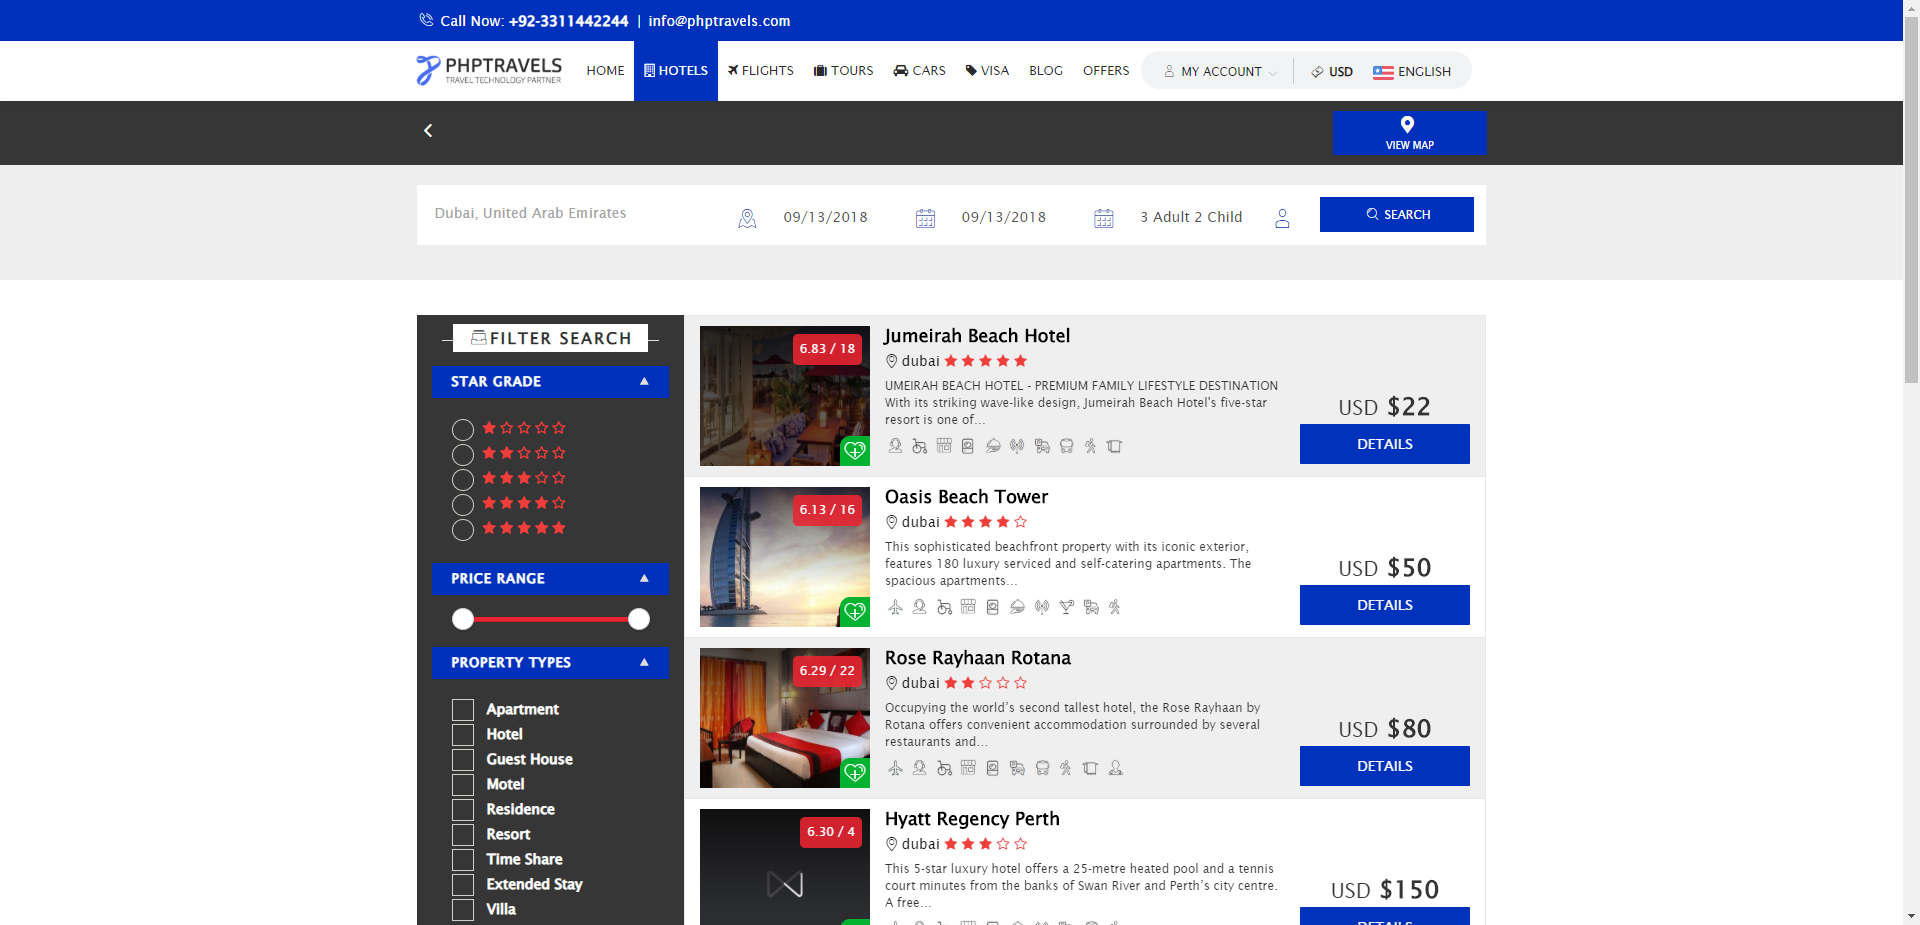 Call Now: +92-3311442244 | info@phptravels.com
PHPTRAVELS
TRAVEL TECHNOLOGY PARTNER
HOME
HOTELS
FLIGHTS
TOURS
CARS
VISA
BLOG
OFFERS
MY ACCOUNT
USD
ENGLISH
VIEW MAP
Dubai, United Arab Emirates
09/13/2018
09/13/2018
3 Adult 2 Child
SEARCH
FILTER SEARCH
STAR GRADE
PRICE RANGE
PROPERTY TYPES
Apartment
Hotel
Guest House
Motel
Residence
Resort
Time Share
Extended Stay
Villa
6.83 / 18
Jumeirah Beach Hotel
dubai
UMEIRAH BEACH HOTEL - PREMIUM FAMILY LIFESTYLE DESTINATION
With its striking wave-like design, Jumeirah Beach Hotel's five-star
resort is one of...
USD $22
DETAILS
6.13 / 16
Oasis Beach Tower
dubai
This sophisticated beachfront property with its iconic exterior,
features 180 luxury serviced and self-catering apartments. The
spacious apartments...
USD $50
DETAILS
6.29 / 22
Rose Rayhaan Rotana
dubai
Occupying the world’s second tallest hotel, the Rose Rayhaan by
Rotana offers convenient accommodation surrounded by several
restaurants and...
USD $80
DETAILS
6.30 / 4
Hyatt Regency Perth
dubai
This 5-star luxury hotel offers a 25-metre heated pool and a tennis
court minutes from the banks of Swan River and Perth’s city centre.
A free...
USD $150
DETAILS